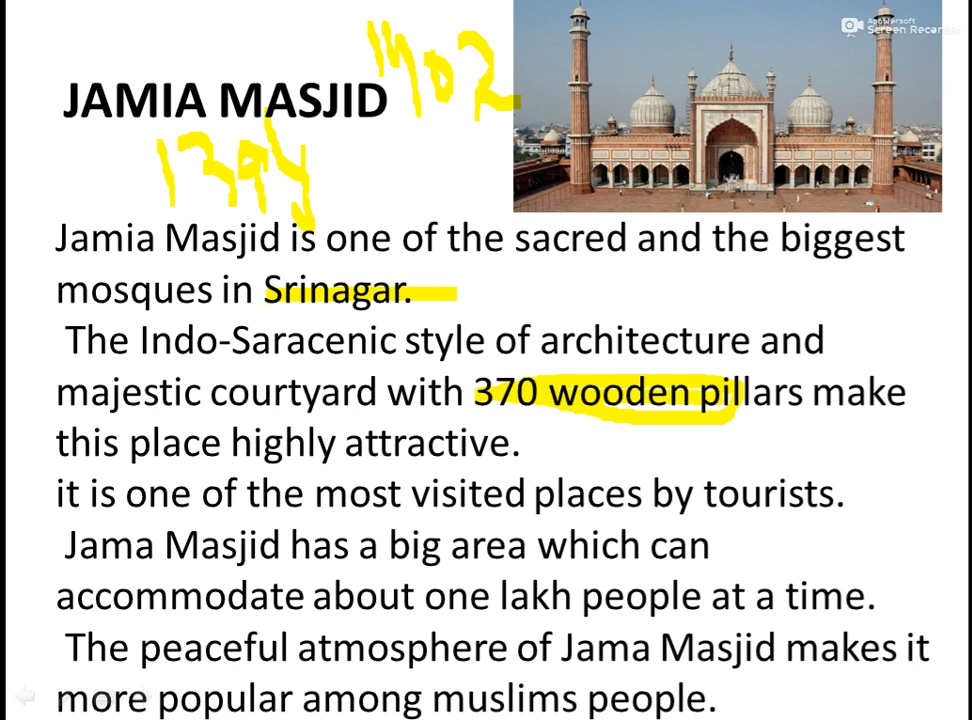 Apowersoft
Screen Recorder
1402
JAMIA MASJID
1394
Jamia Masjid is one of the sacred and the biggest
mosques in Srinagar.
The Indo-Saracenic style of architecture and
majestic courtyard with 370 wooden pillars make
this place highly attractive.
it is one of the most visited places by tourists.
Jama Masjid has a big area which can
accommodate about one lakh people at a time.
The peaceful atmosphere of Jama Masjid makes it
more popular among muslims people.